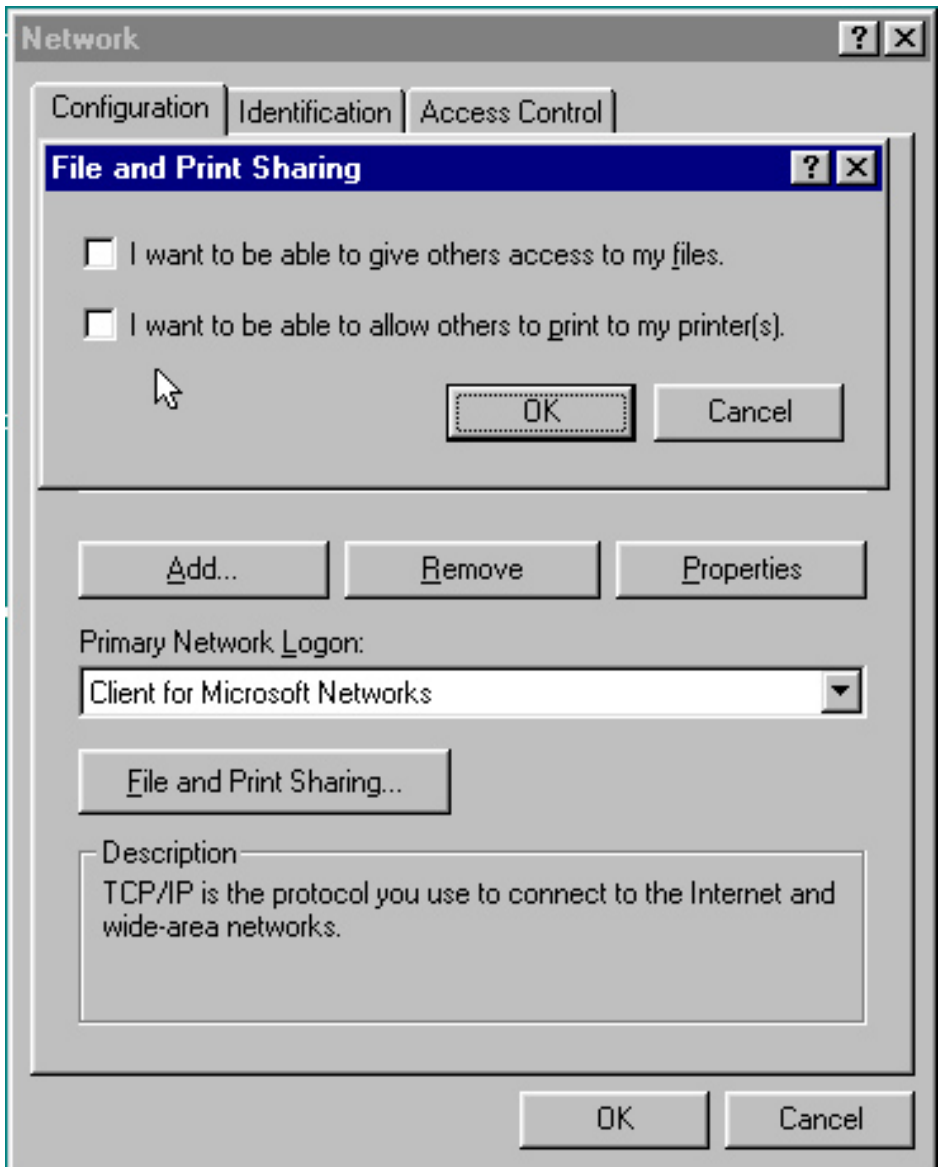 Network
Configuration
Identification
Access Control
File and Print Sharing
I want to be able to give others access to my files.
I want to be able to allow others to print to my printer(s).
OK
Cancel
Add...
Remove
Properties
Primary Network Logon:
Client for Microsoft Networks
File and Print Sharing...
Description
TCP/IP is the protocol you use to connect to the Internet and
wide-area networks.
OK
Cancel